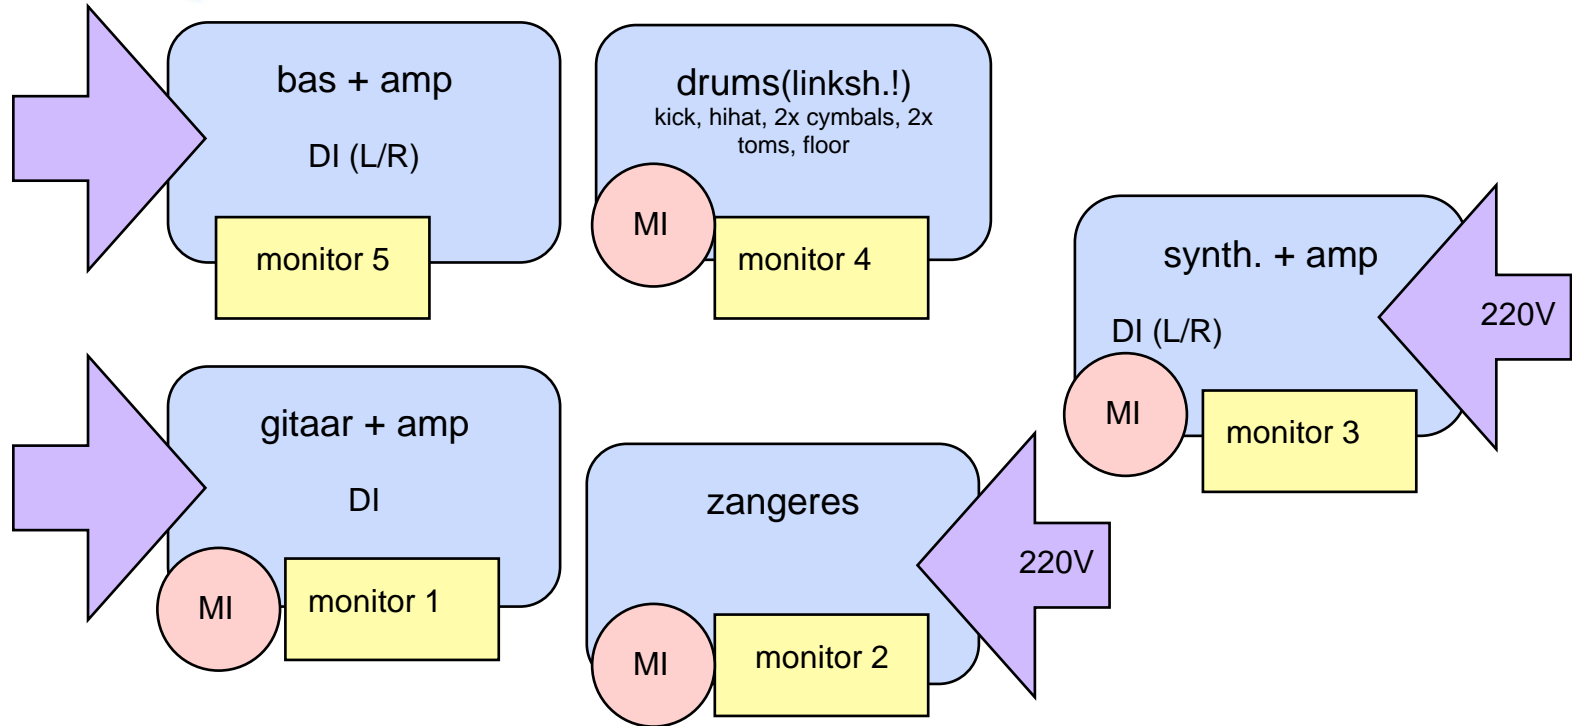 bas + amp
DI (L/R)
monitor 5
drums(linksh.!)
kick, hihat, 2x cymbals, 2x
toms, floor
MI
monitor 4
synth. + amp
DI (L/R)
220V
MI
monitor 3
gitaar + amp
DI
MI
monitor 1
zangeres
220V
MI
monitor 2